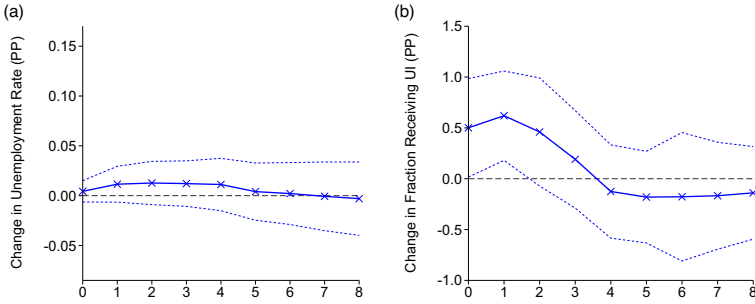 (a)
Change in Unemployment Rate (PP)
0.15
0.10
0.05
0.00
-0.05
0 1 2 3 4 5 6 7 8
(b)
Change in Fraction Receiving UI (PP)
1.5
1.0
0.5
0.0
-0.5
-1.0
0 1 2 3 4 5 6 7 8